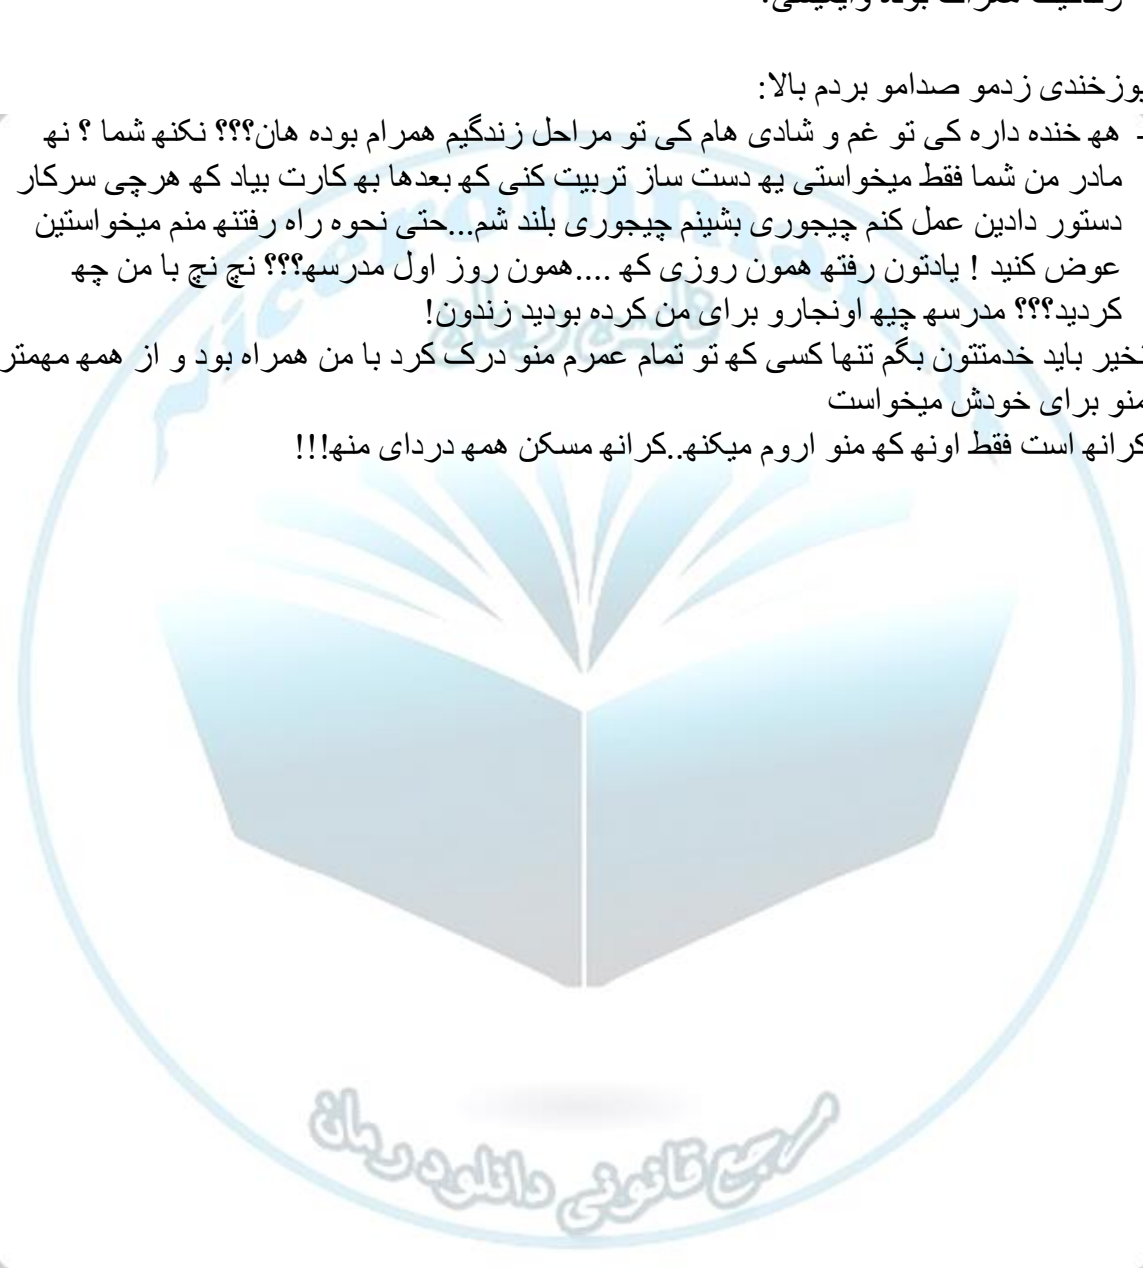 پوزخندی زدمو صدامو بردم بالا:
- هه خنده داره کی تو غم و شادی هام کی تو مراحل زندگیم همرام بوده هان؟؟؟ نکنه شما ؟ نه
مادر من شما فقط میخواستی یه دست ساز تربیت کنی که بعدها به کارت بیاد که هرچی سرکار
دستور دادین عمل کنم چیجوری بشینم چیجوری بلند شم...حتی نحوه راه رفتنه منم میخواستین
عوض کنید ! یادتون رفته همون روزی که ....همون روز اول مدرسه؟؟؟ نچ نچ با من چه
کردید؟؟؟ مدرسه چیه اونجارو برای من کرده بودید زندون!
نخیر باید خدمتتون بگم تنها کسی که تو تمام عمرم منو درک کرد با من همراه بود و از همه مهمتر
منو برای خودش میخواست
کرانه است فقط اونه که منو اروم میکنه..کرانه مسکن همه دردای منه!!!
مرجع قانونی دانلود رمان